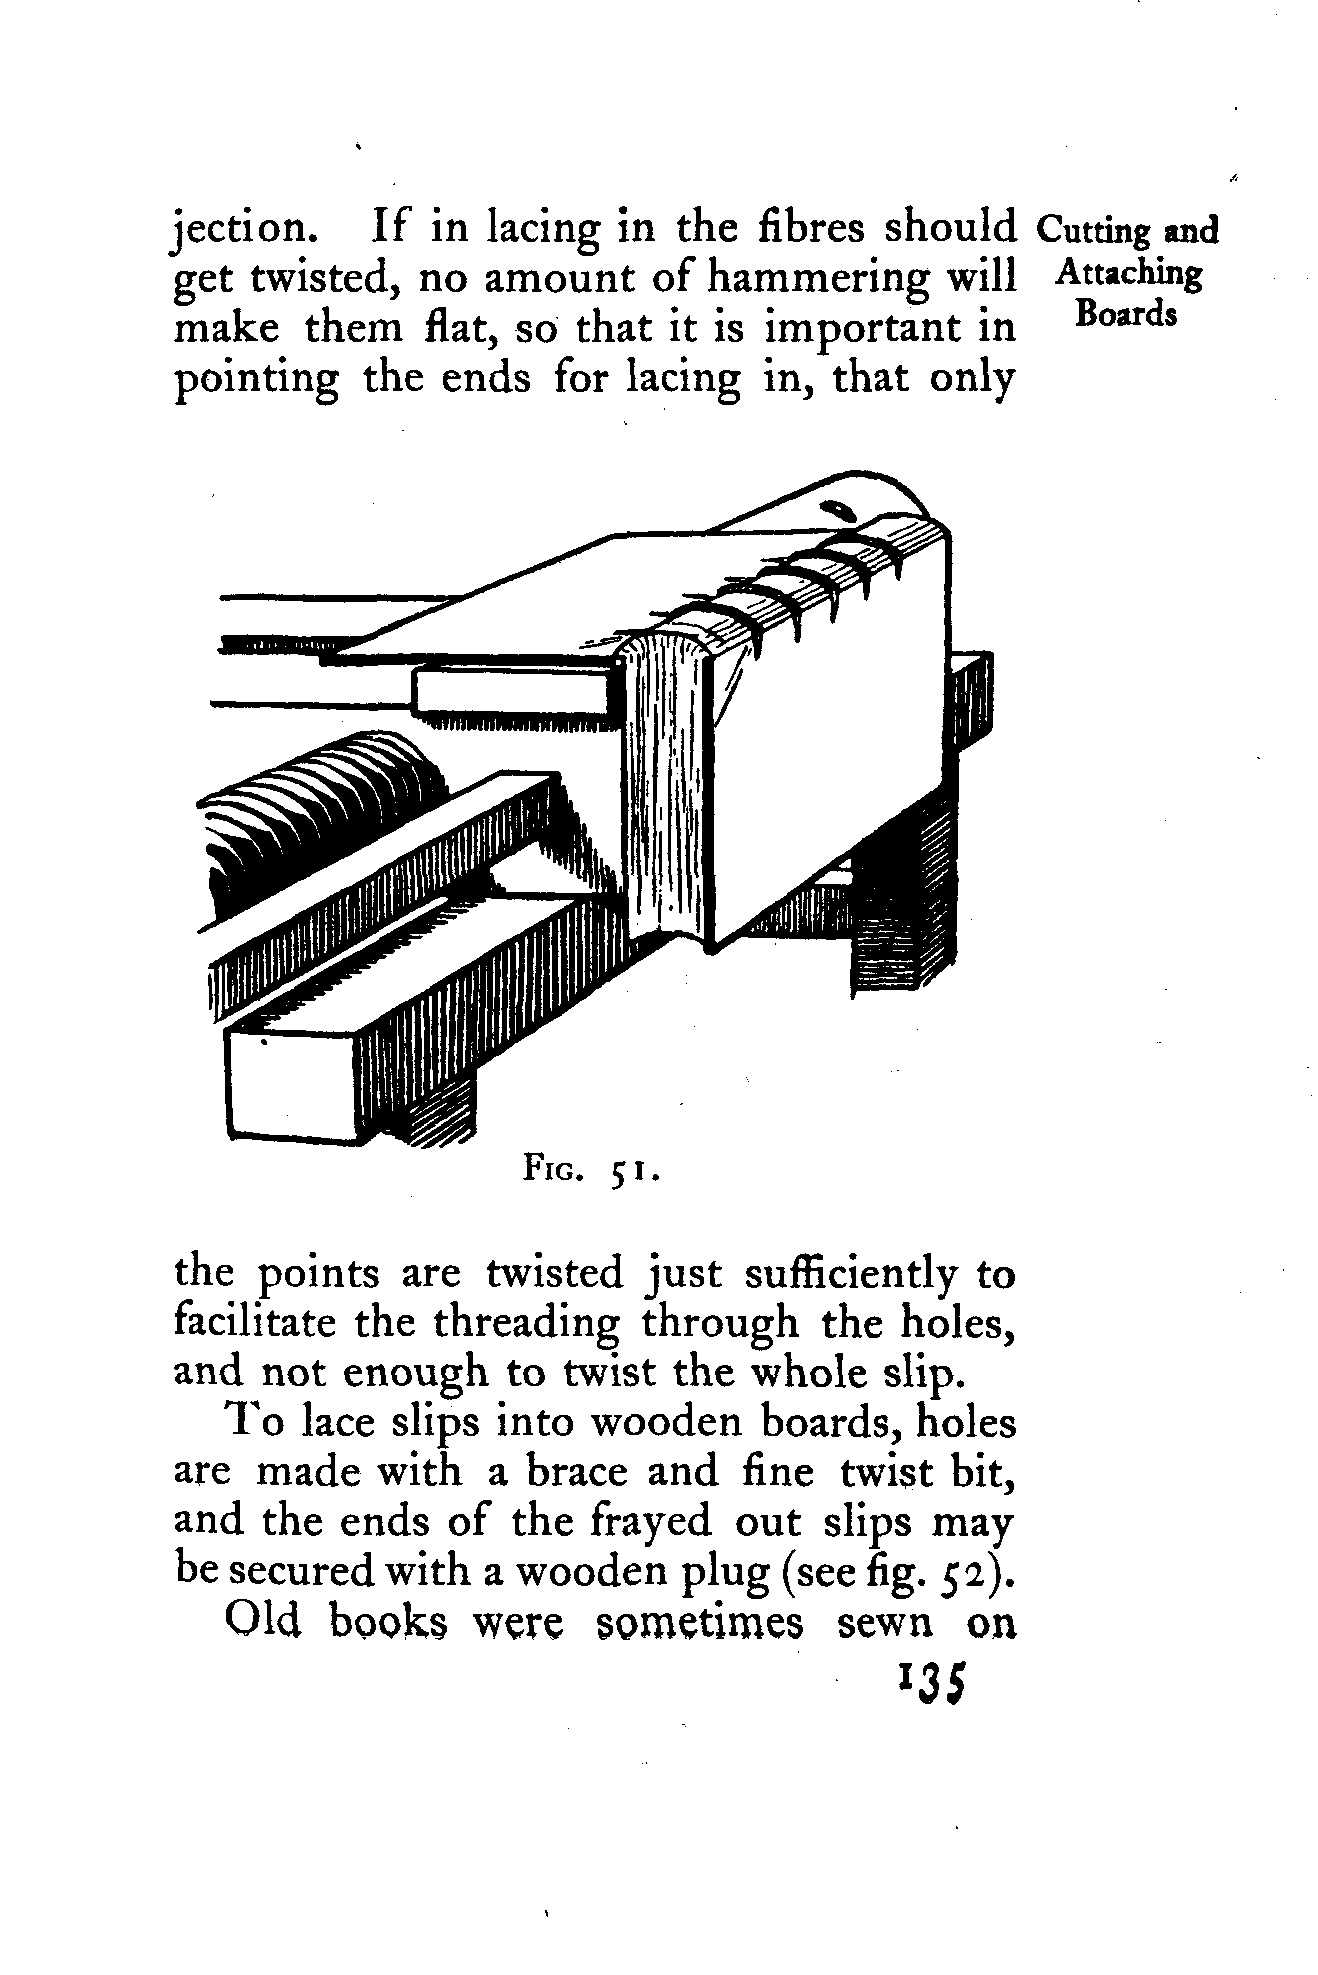 jection. If in lacing in the fibres should
get twisted, no amount of hammering will
make them flat, so that it is important in
pointing the ends for lacing in, that only
Cutting and
Attaching
Boards
Fig. 51.
the points are twisted just sufficiently to
facilitate the threading through the holes,
and not enough to twist the whole slip.
To lace slips into wooden boards, holes
are made with a brace and fine twist bit,
and the ends of the frayed out slips may
be secured with a wooden plug (see fig. 52).
Old books were sometimes sewn on
135